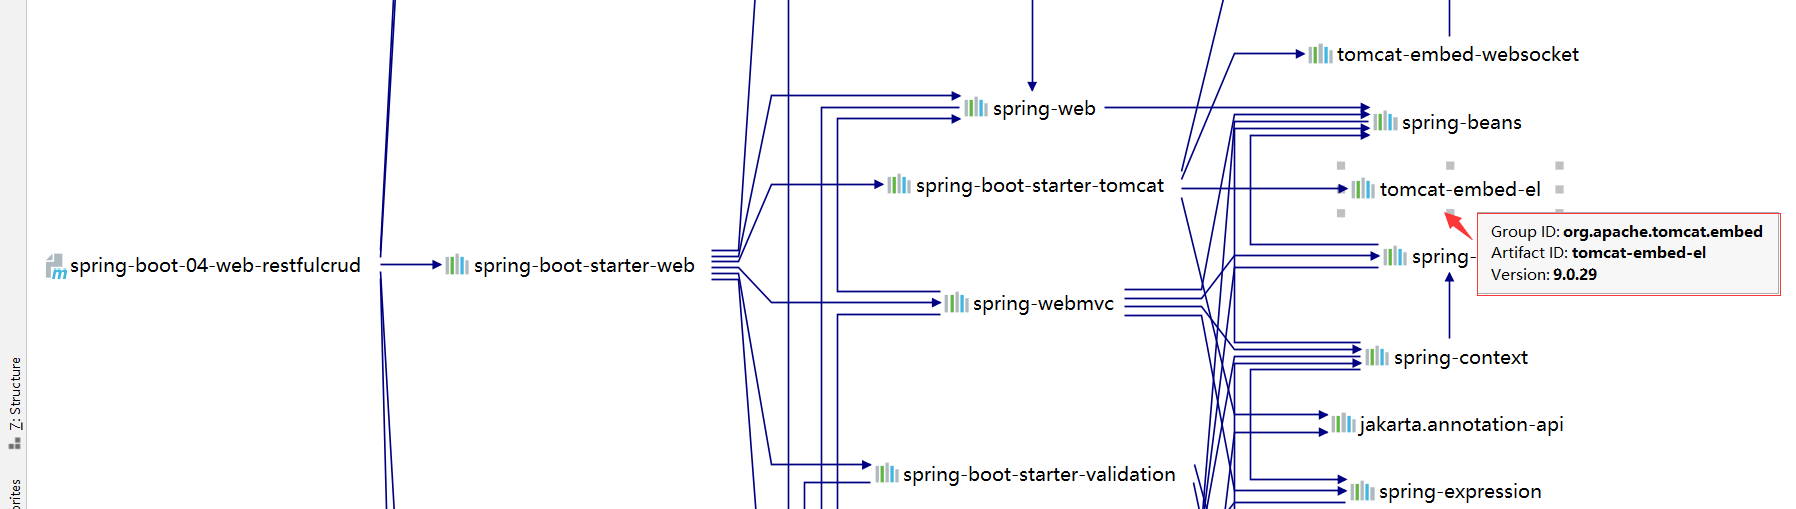 tomcat-embed-websocket
spring-web
spring-beans
spring-boot-starter-tomcat
tomcat-embed-el
Group ID: org.apache.tomcat.embed
Artifact ID: tomcat-embed-el
Version: 9.0.29
spring-
spring-boot-04-web-restfulcrud
spring-boot-starter-web
spring-webmvc
spring-context
jakarta.annotation-api
spring-boot-starter-validation
spring-expression
7: Structure
orites